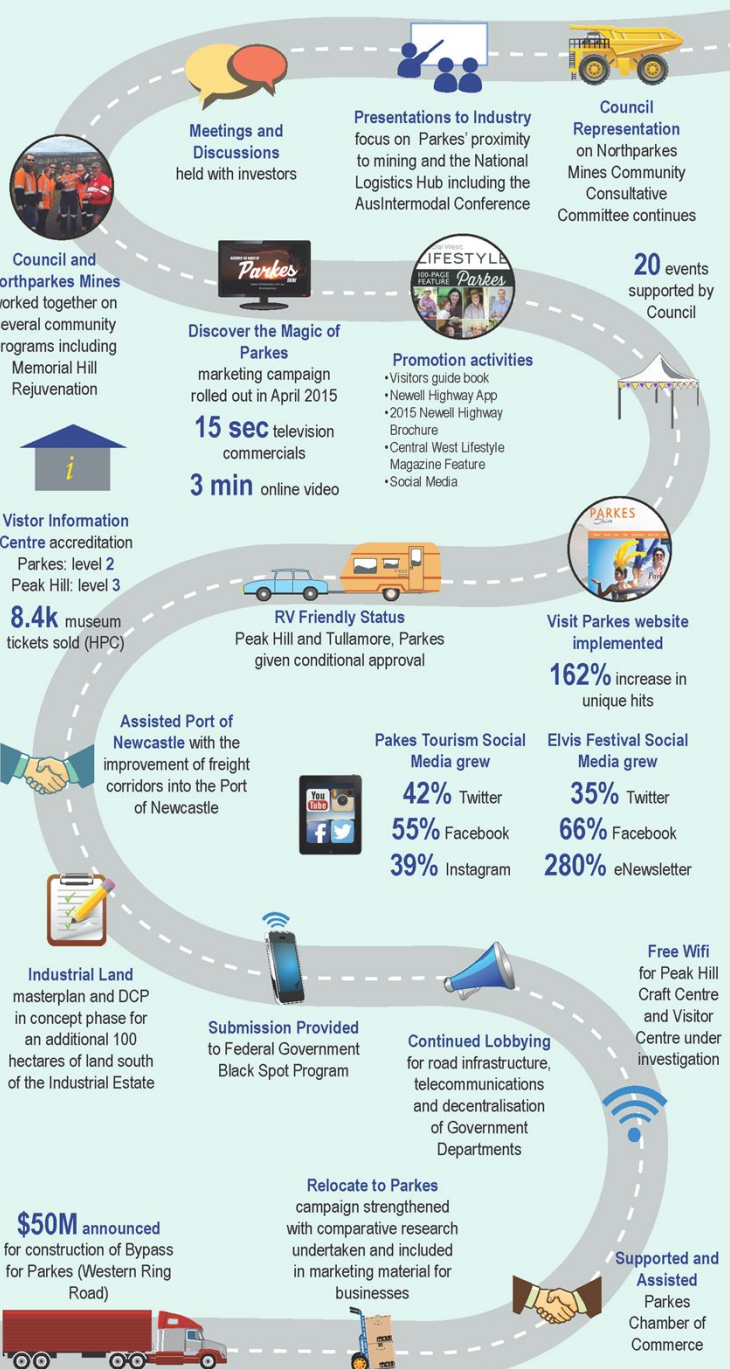 Meetings and
Discussions
held with investors
Presentations to Industry
focus on Parkes' proximity
to mining and the National
Logistics Hub including the
AusIntermodal Conference
Council
Representation
on Northparkes
Mines Community
Consultative
Committee continues
Council and
orthparkes Mines
orked together on
everal community
rograms including
Memorial Hill
Rejuvenation
Parkes
Discover the Magic of
Parkes
marketing campaign
rolled out in April 2015
15 sec television
commercials
3 min online video
ral West
LIFESTYLE
100-PAGE
FEATURE Parkes
Promotion activities
•Visitors guide book
•Newell Highway App
•2015 Newell Highway
Brochure
•Central West Lifestyle
Magazine Feature
•Social Media
20 events
supported by
Council
i
Vistor Information
Centre accreditation
Parkes: level 2
Peak Hill: level 3
8.4k museum
tickets sold (HPC)
RV Friendly Status
Peak Hill and Tullamore, Parkes
given conditional approval
PARKES
Shire
Visit Parkes website
implemented
162% increase in
unique hits
Assisted Port of
Newcastle with the
improvement of freight
corridors into the Port
of Newcastle
You
Tube
Pakes Tourism Social
Media grew
42% Twitter
55% Facebook
39% Instagram
Elvis Festival Social
Media grew
35% Twitter
66% Facebook
280% eNewsletter
Industrial Land
masterplan and DCP
in concept phase for
an additional 100
hectares of land south
of the Industrial Estate
Submission Provided
to Federal Government
Black Spot Program
Continued Lobbying
for road infrastructure,
telecommunications
and decentralisation
of Government
Departments
Free Wifi
for Peak Hill
Craft Centre
and Visitor
Centre under
investigation
$50M announced
for construction of Bypass
for Parkes (Western Ring
Road)
Relocate to Parkes
campaign strengthened
with comparative research
undertaken and included
in marketing material for
businesses
Supported and
Assisted
Parkes
Chamber of
Commerce